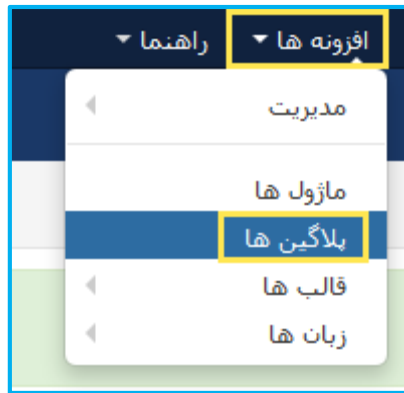 افزونه ها راهنما
مدیریت
ماژول ها
پلاگین ها
قالب ها
زبان ها